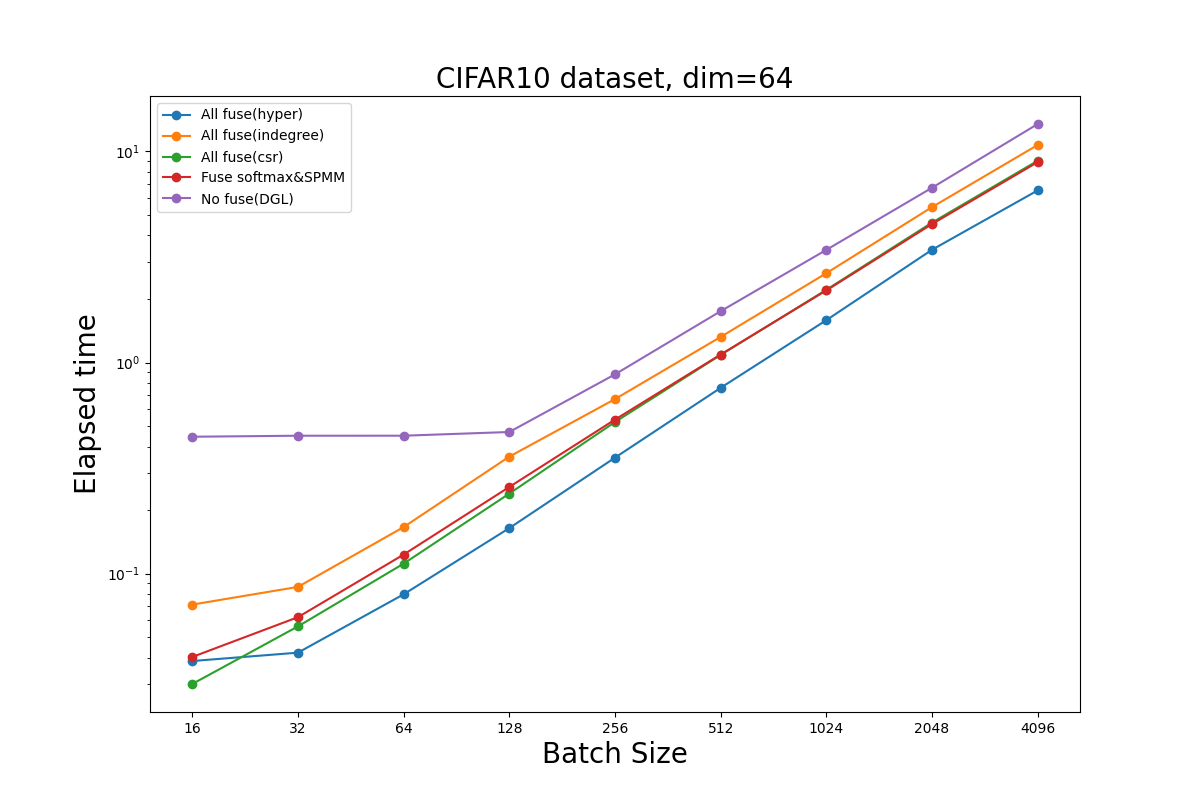 CIFAR10 dataset, dim=64
All fuse(hyper)
All fuse(indegree)
All fuse(csr)
Fuse softmax&SPMM
No fuse(DGL)
10¹
10⁰
10⁻¹
Elapsed time
16 32 64 128 256 512 1024 2048 4096
Batch Size